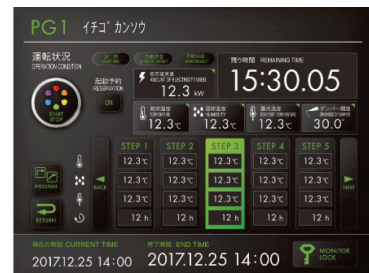 PG1 イチゴ カンソウ
運転状況
OPERATION CONDITION
残り時間 REMAINING TIME
15:30.05
起動予約
RESERVATION
ON
START
STOP
AMOUNT OF ELECTRICITY USED
12.3 kw
12.3℃ 12.3℃ 12.3℃ 30.0°
STEP 1 STEP 2 STEP 3 STEP 4 STEP 5
12.3℃ 12.3℃ 12.3℃ 12.3℃ 12.3℃
12.3℃ 12.3℃ 12.3℃ 12.3℃ 12.3℃
12.3℃ 12.3℃ 12.3℃ 12.3℃ 12.3℃
12 h 12 h 12 h 12 h 12 h
PROGRAM
BACK
NEXT
RETURN
現在の時間 CURRENT TIME
2017.12.25 14:00
終了時間 END TIME
2017.12.25 14:00
MONITOR
LOCK